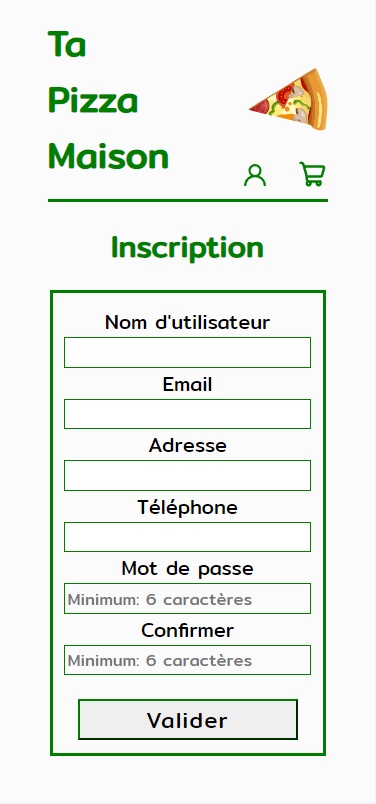 Ta
Pizza
Maison
Inscription
Nom d'utilisateur
Email
Adresse
Téléphone
Mot de passe
Minimum: 6 caractères
Confirmer
Minimum: 6 caractères
Valider